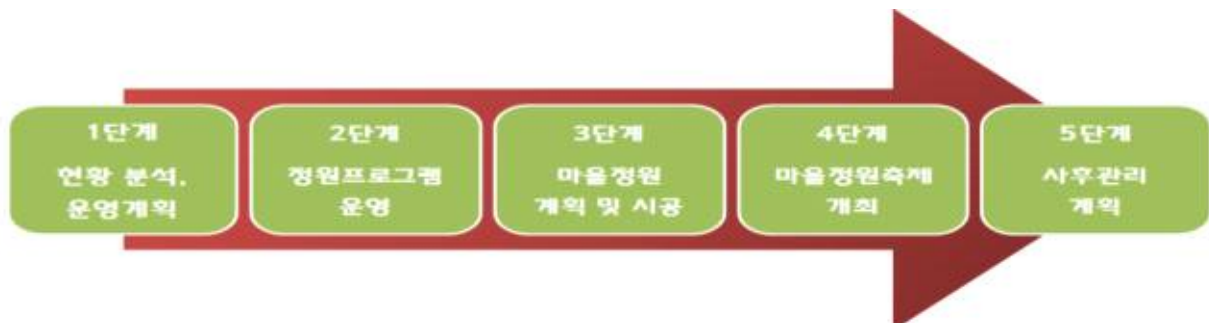 1단계
현황 분석,
운영계획
2단계
정원프로그램
운영
3단계
마을정원
계획 및 시공
4단계
마을정원축제
개최
5단계
사후관리
계획